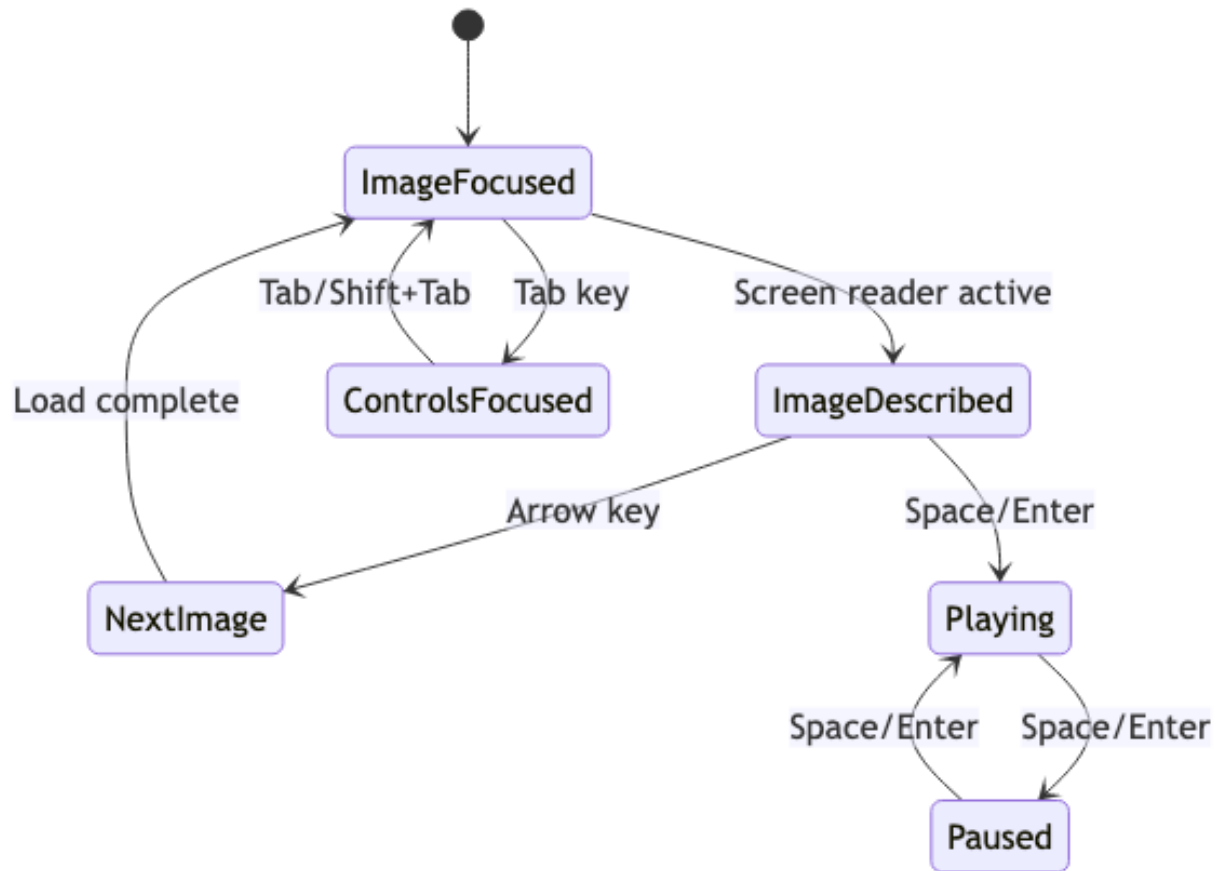 ImageFocused
Tab/Shift+Tab
Tab key
Screen reader active
Load complete
ControlsFocused
ImageDescribed
Arrow key
Space/Enter
NextImage
Playing
Space/Enter
Space/Enter
Paused